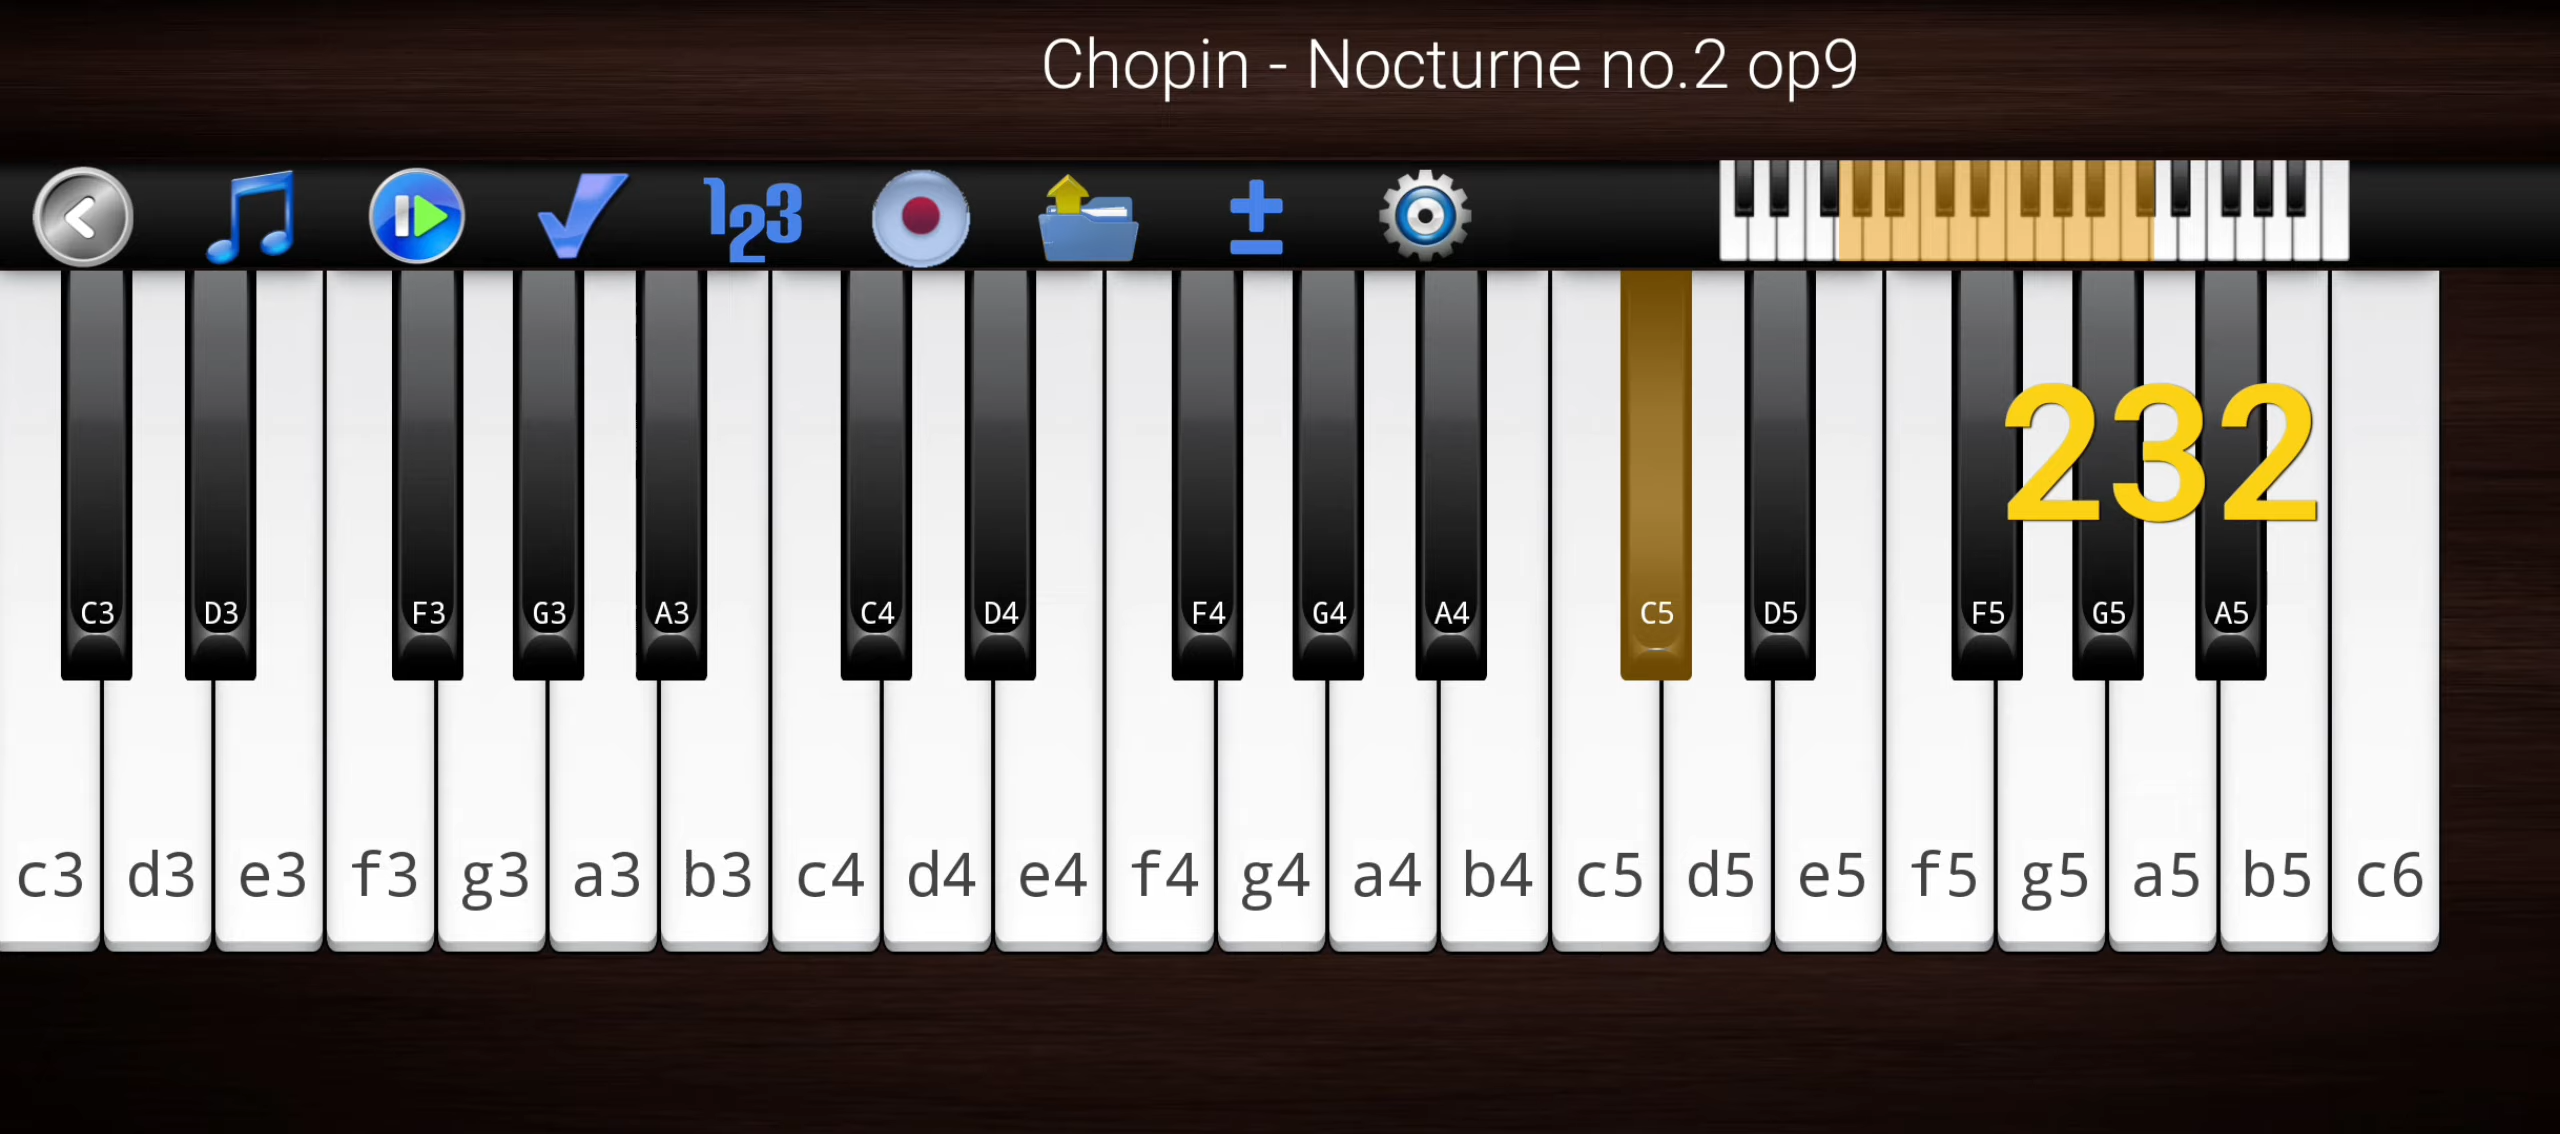 Chopin - Nocturne no.2 op9
123
232
C3 D3 F3 G3 A3 C4 D4 F4 G4 A4 C5 D5 F5 G5 A5
c3 d3 e3 f3 g3 a3 b3 c4 d4 e4 f4 g4 a4 b4 c5 d5 e5 f5 g5 a5 b5 c6